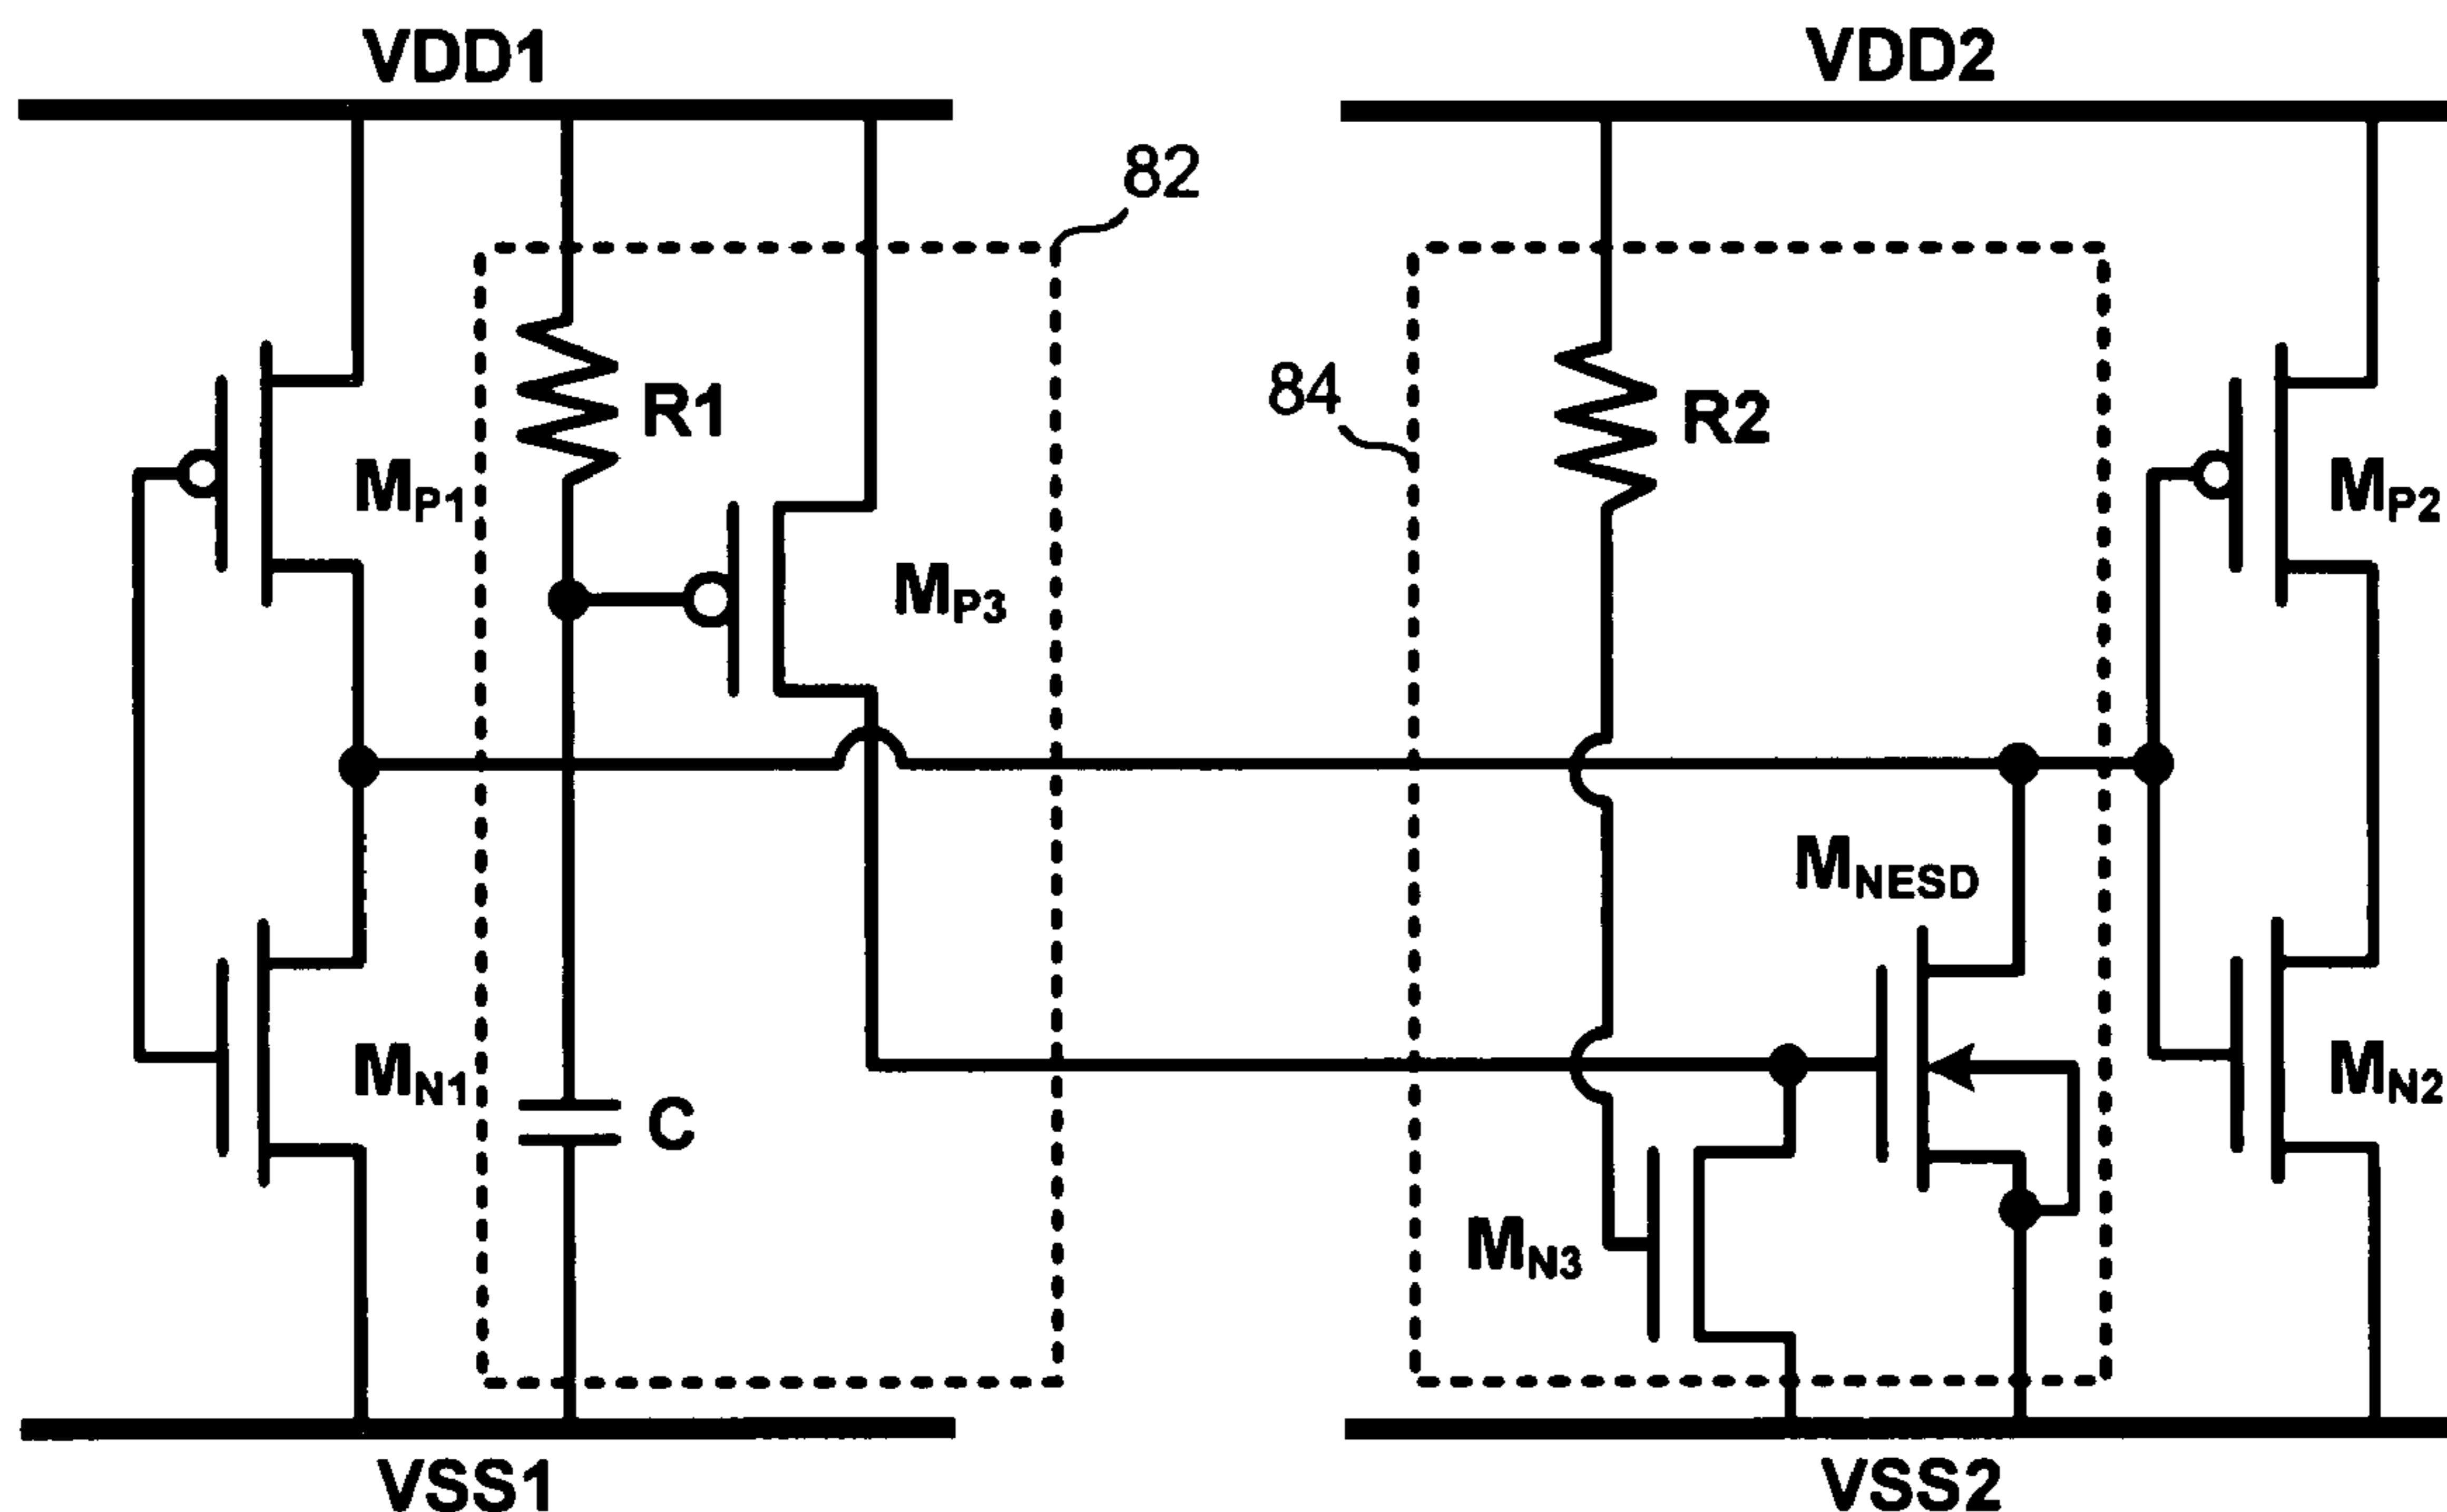 VDD1
VDD2
82
84
R1
R2
MP1
MP2
MP3
MNESD
MN1
C
MN2
MN3
VSS1
VSS2